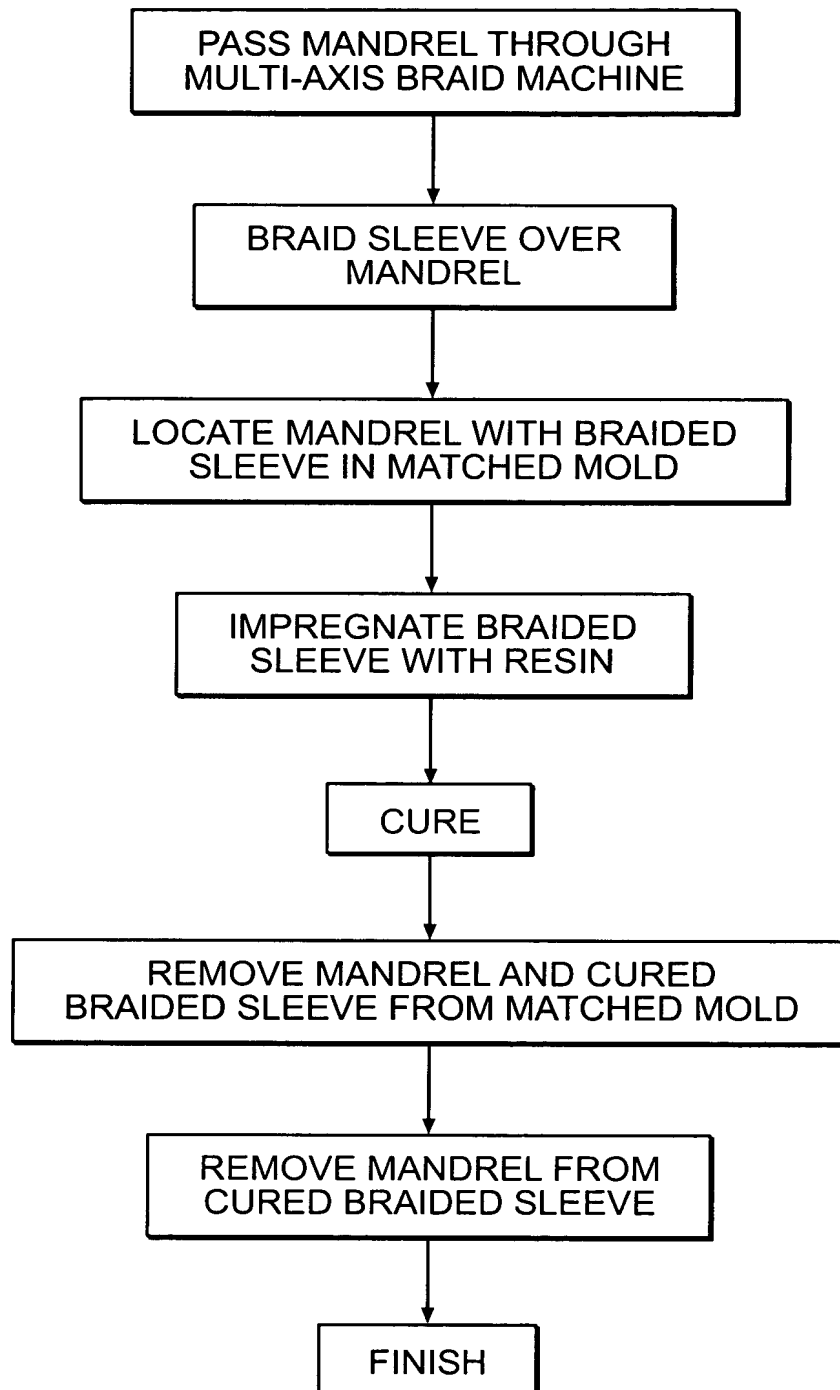 PASS MANDREL THROUGH
MULTI-AXIS BRAID MACHINE
BRAID SLEEVE OVER
MANDREL
LOCATE MANDREL WITH BRAIDED
SLEEVE IN MATCHED MOLD
IMPREGNATE BRAIDED
SLEEVE WITH RESIN
CURE
REMOVE MANDREL AND CURED
BRAIDED SLEEVE FROM MATCHED MOLD
REMOVE MANDREL FROM
CURED BRAIDED SLEEVE
FINISH